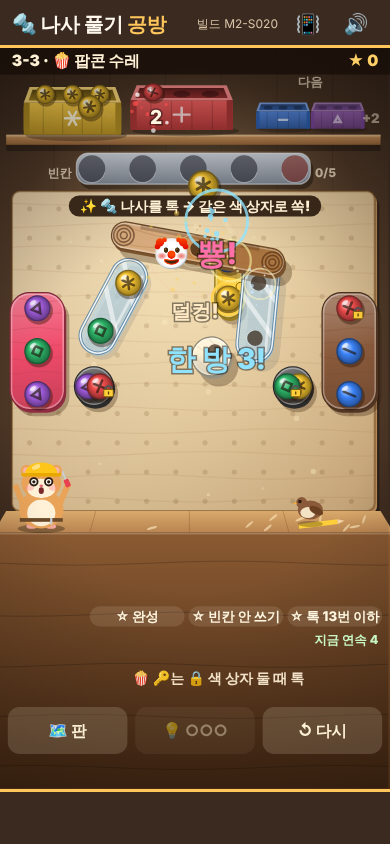 나사 풀기 공방 빌드 M2-S020
3-3 · 팝콘 수레 ★ 0
다음
2. +2
빈칸 0/5
나사를 톡 → 같은 색 상자로 쏙!
뿅!
덜컹!
한 방 3!
☆ 완성 ☆ 빈칸 안 쓰기 ☆ 톡 13번 이하
지금 연속 4
는 색 상자 둘 때 톡
판 다시